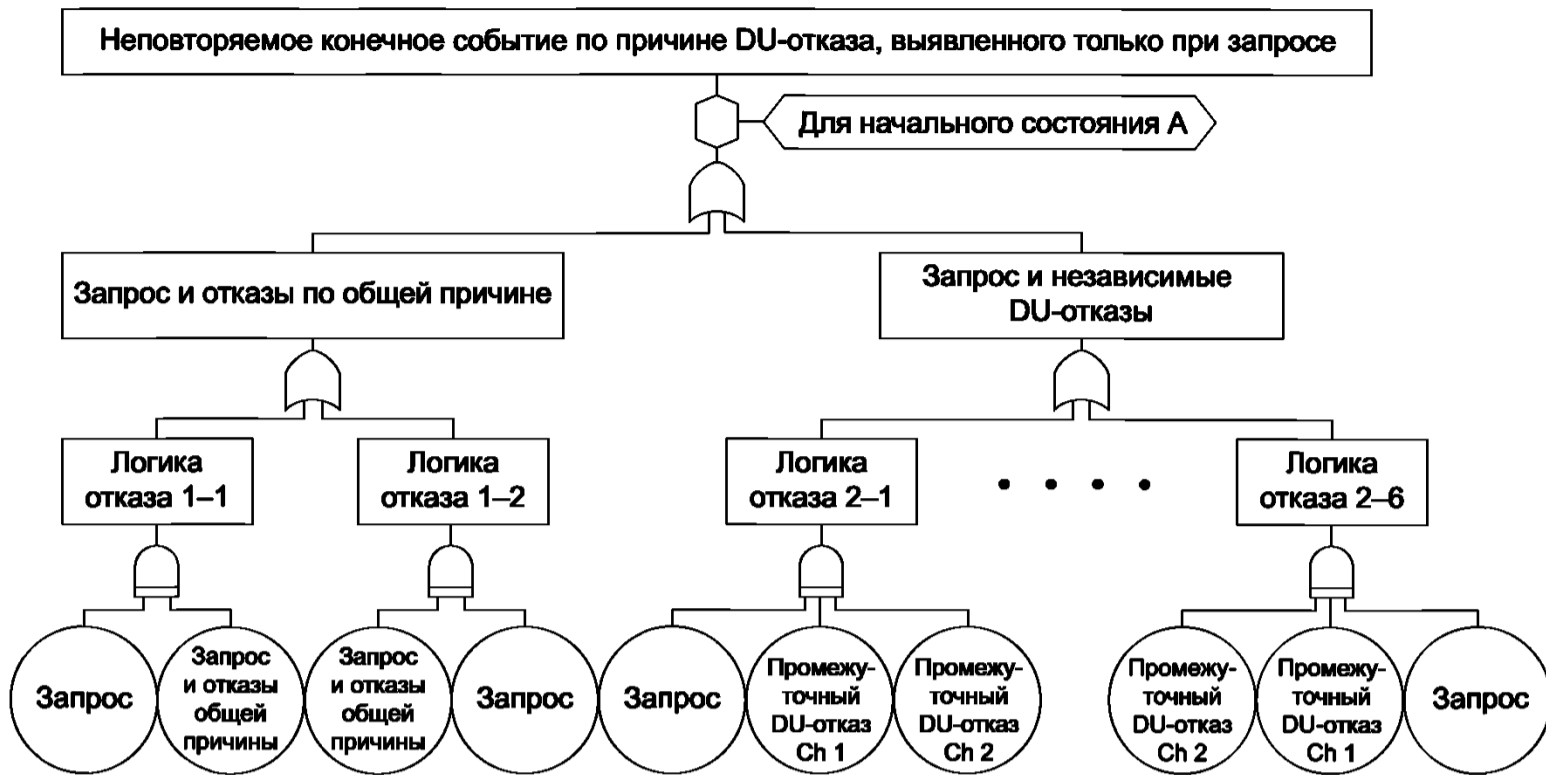 Неповторяемое конечное событие по причине DU-отказа, выявленного только при запросе
Для начального состояния А
Запрос и отказы по общей причине
Запрос и независимые
DU-отказы
Логика
отказа 1–1
Логика
отказа 1–2
Логика
отказа 2–1
Логика
отказа 2–6
Запрос
Запрос
и отказы
общей
причины
Запрос
и отказы
общей
причины
Запрос
Запрос
Промежу-
точный
DU-отказ
Ch 1
Промежу-
точный
DU-отказ
Ch 2
Промежу-
точный
DU-отказ
Ch 2
Промежу-
точный
DU-отказ
Ch 1
Запрос